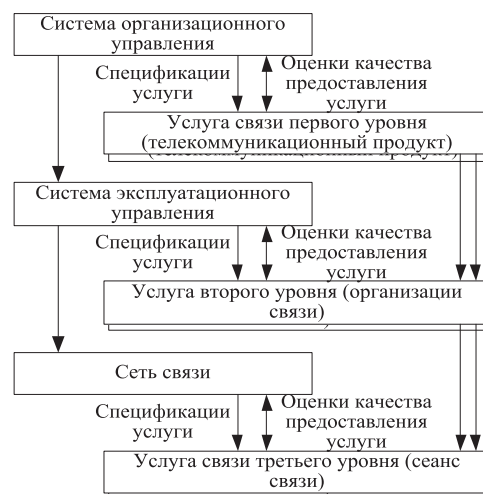 Система организационного
управления
Спецификации
услуги
Оценки качества
предоставления
услуги
Услуга связи первого уровня
(телекоммуникационный продукт)
Система эксплуатационного
управления
Спецификации
услуги
Оценки качества
предоставления
услуги
Услуга второго уровня (организации
связи)
Сеть связи
Спецификации
услуги
Оценки качества
предоставления
услуги
Услуга связи третьего уровня (сеанс
связи)